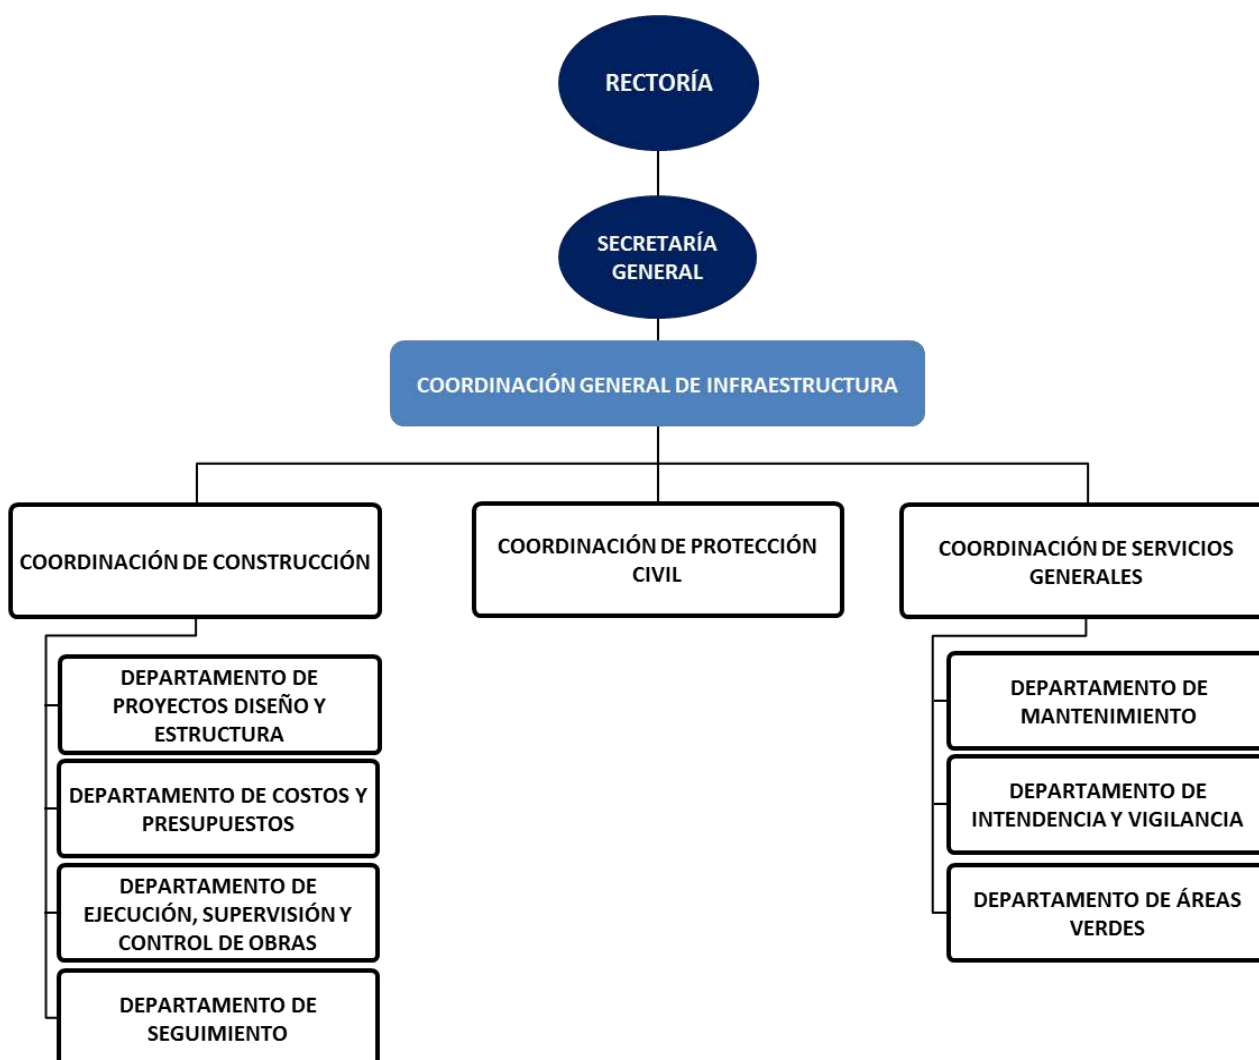 RECTORÍA
SECRETARÍA
GENERAL
COORDINACIÓN GENERAL DE INFRAESTRUCTURA
COORDINACIÓN DE CONSTRUCCIÓN
COORDINACIÓN DE PROTECCIÓN
CIVIL
COORDINACIÓN DE SERVICIOS
GENERALES
DEPARTAMENTO DE
PROYECTOS DISEÑO Y
ESTRUCTURA
DEPARTAMENTO DE COSTOS Y
PRESUPUESTOS
DEPARTAMENTO DE
EJECUCIÓN, SUPERVISIÓN Y
CONTROL DE OBRAS
DEPARTAMENTO DE
SEGUIMIENTO
DEPARTAMENTO DE
MANTENIMIENTO
DEPARTAMENTO DE
INTENDENCIA Y VIGILANCIA
DEPARTAMENTO DE ÁREAS
VERDES